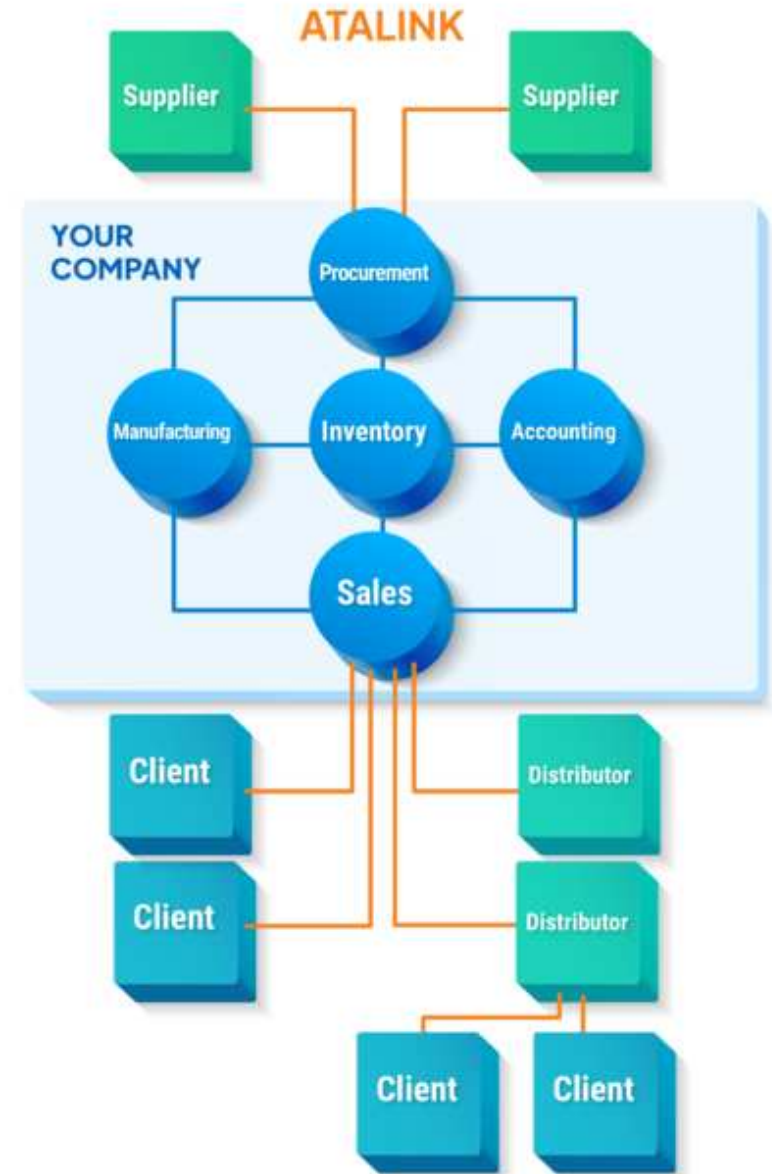 ATALINK
Supplier
Supplier
YOUR
COMPANY
Procurement
Manufacturing
Inventory
Accounting
Sales
Client
Distributor
Client
Distributor
Client
Client